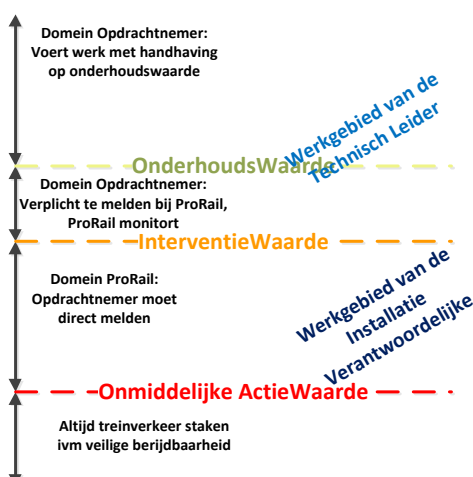 Domein Opdrachtnemer:
Voert werk met handhaving
op onderhoudswaarde
Werkgebied van de
Technisch Leider
OnderhoudsWaarde
Domein Opdrachtnemer:
Verplicht te melden bij ProRail,
ProRail monitort
InterventieWaarde
Domein ProRail:
Opdrachtnemer moet
direct melden
Werkgebied van de
Installatie
Verantwoordelijke
Onmiddelijke ActieWaarde
Altijd treinverkeer staken
ivm veilige berijdbaarheid